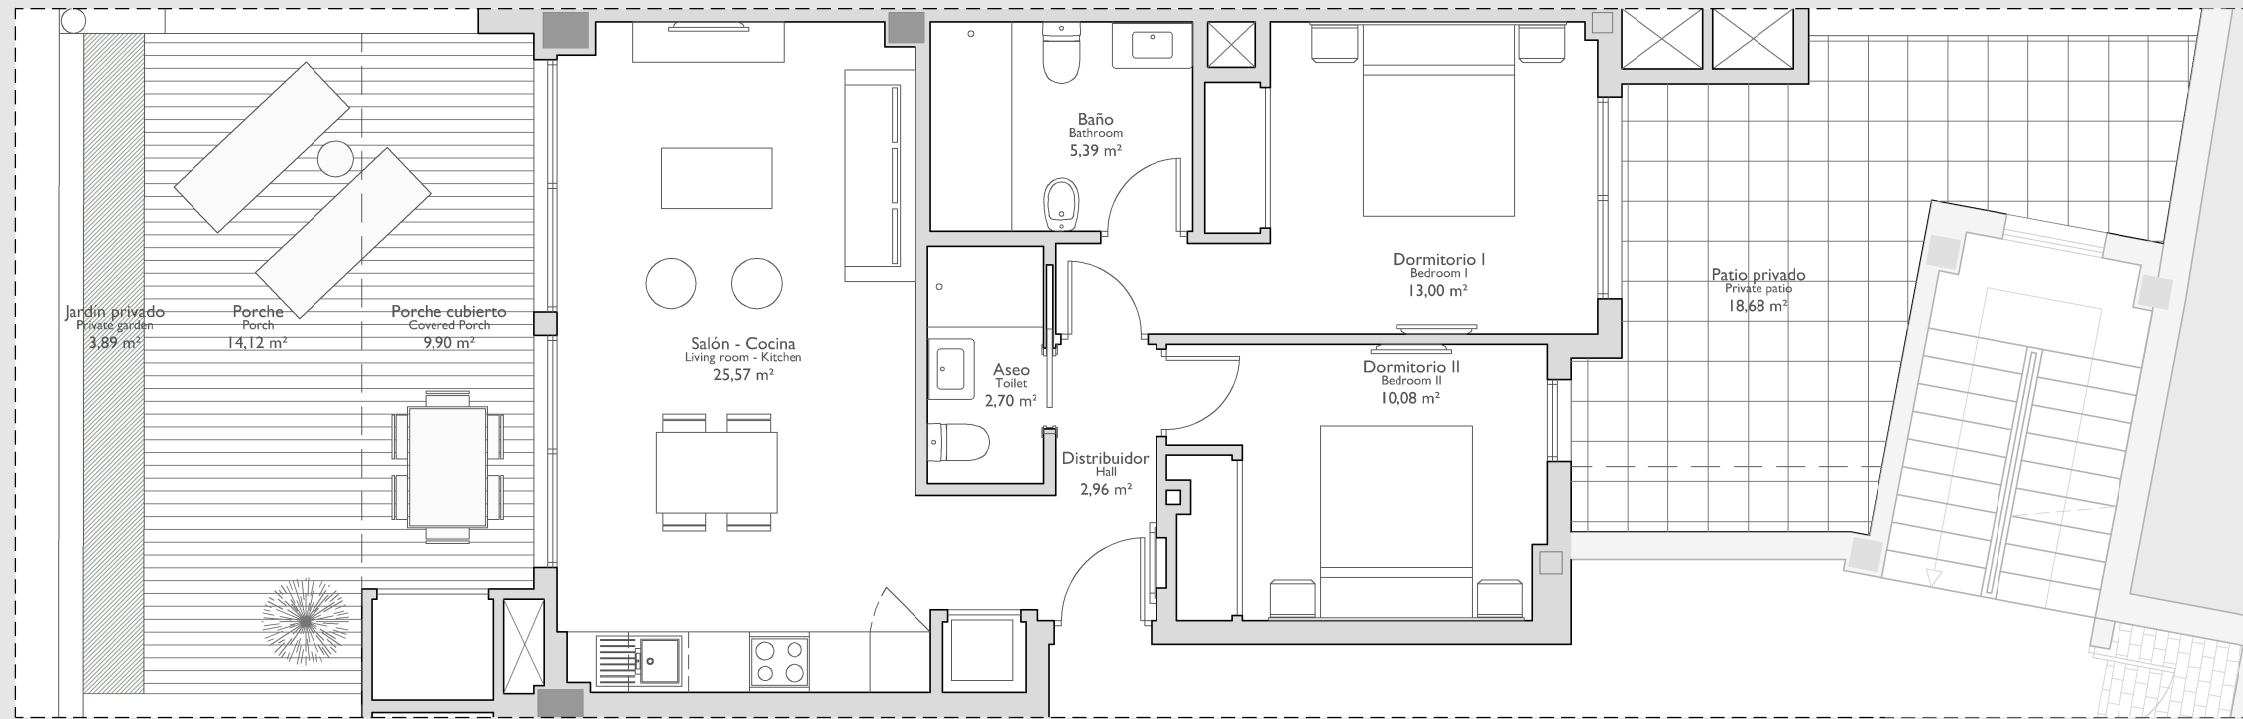 Jardín privado
Private garden
3,89 m²
Porche
Porch
14,12 m²
Porche cubierto
Covered Porch
9,90 m²
Salón - Cocina
Living room - Kitchen
25,57 m²
Baño
Bathroom
5,39 m²
Aseo
Toilet
2,70 m²
Distribuidor
Hall
2,96 m²
Dormitorio I
Bedroom I
13,00 m²
Dormitorio II
Bedroom II
10,08 m²
Patio privado
Private patio
18,68 m²